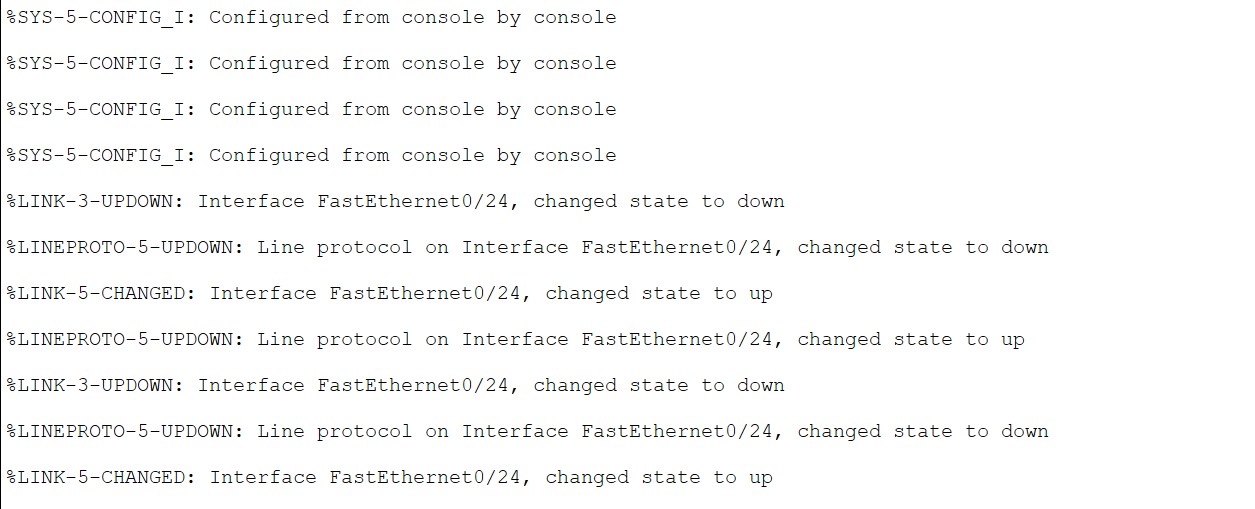 %SYS-5-CONFIG_I: Configured from console by console
%SYS-5-CONFIG_I: Configured from console by console
%SYS-5-CONFIG_I: Configured from console by console
%SYS-5-CONFIG_I: Configured from console by console
%LINK-3-UPDOWN: Interface FastEthernet0/24, changed state to down
%LINEPROTO-5-UPDOWN: Line protocol on Interface FastEthernet0/24, changed state to down
%LINK-5-CHANGED: Interface FastEthernet0/24, changed state to up
%LINEPROTO-5-UPDOWN: Line protocol on Interface FastEthernet0/24, changed state to up
%LINK-3-UPDOWN: Interface FastEthernet0/24, changed state to down
%LINEPROTO-5-UPDOWN: Line protocol on Interface FastEthernet0/24, changed state to down
%LINK-5-CHANGED: Interface FastEthernet0/24, changed state to up